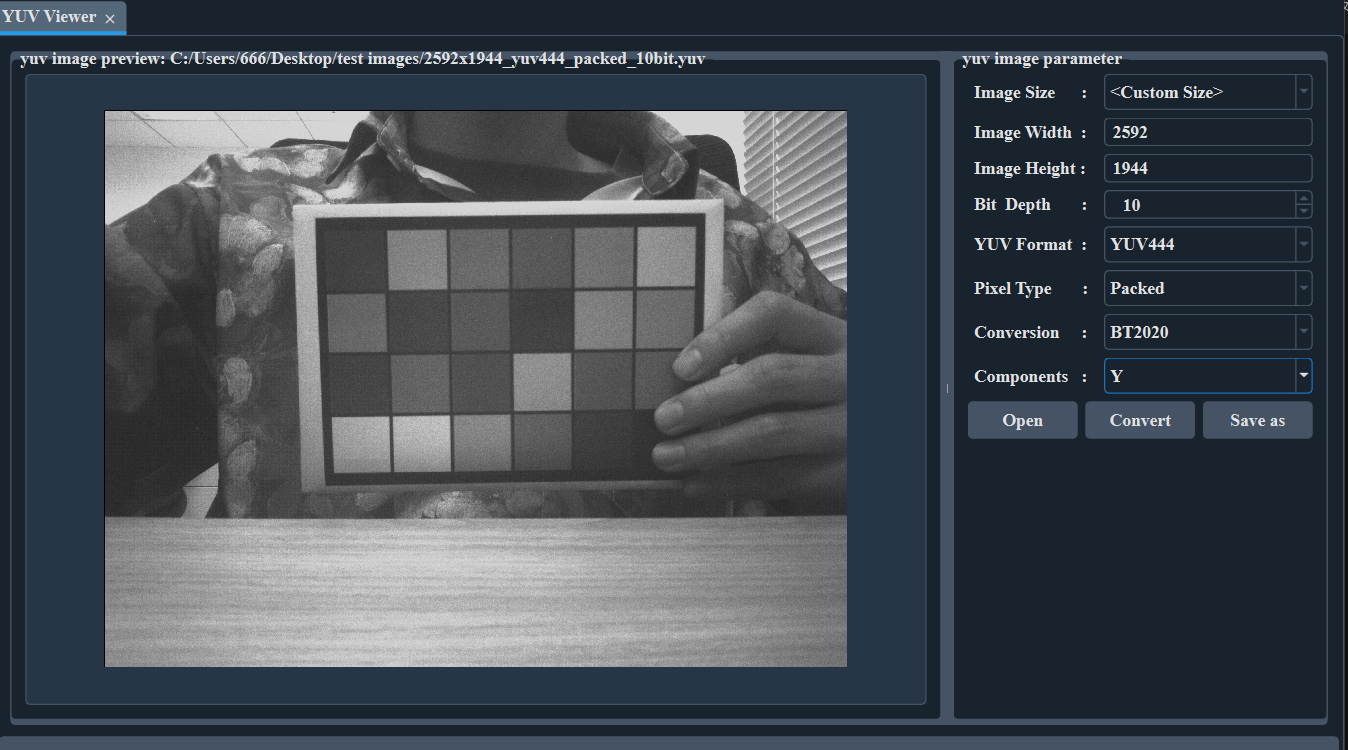 YUV Viewer ×
yuv image preview: C:/Users/666/Desktop/test images/2592x1944_yuv444_packed_10bit.yuv
yuv image parameter
Image Size : <Custom Size>
Image Width : 2592
Image Height : 1944
Bit Depth : 10
YUV Format : YUV444
Pixel Type : Packed
Conversion : BT2020
Components : Y
Open Convert Save as